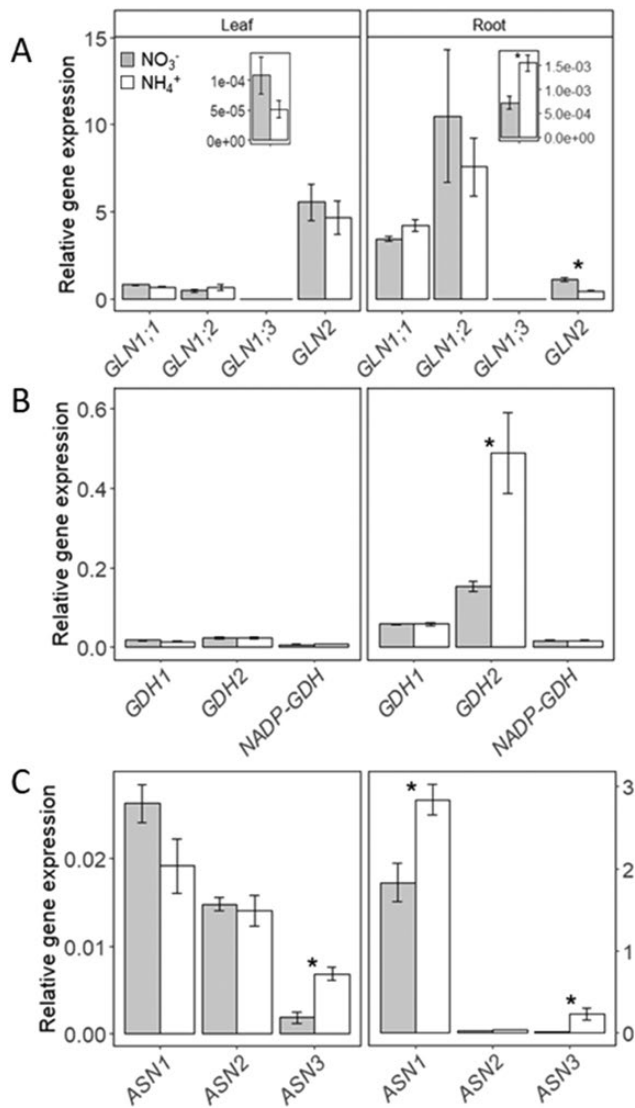 Leaf Root
A
Relative gene expression
15
10
5
0
NO₃⁻
NH₄⁺
1e-04
5e-05
0e+00
*
1.5e-03
1.0e-03
5.0e-04
0.0e+00
*
GLN1;1 GLN1;2 GLN1;3 GLN2 GLN1;1 GLN1;2 GLN1;3 GLN2
B
Relative gene expression
0.6
0.4
0.2
0.0
*
GDH1 GDH2 NADP-GDH GDH1 GDH2 NADP-GDH
C
Relative gene expression
0.02
0.01
0.00
*
*
*
3
2
1
0
ASN1 ASN2 ASN3 ASN1 ASN2 ASN3